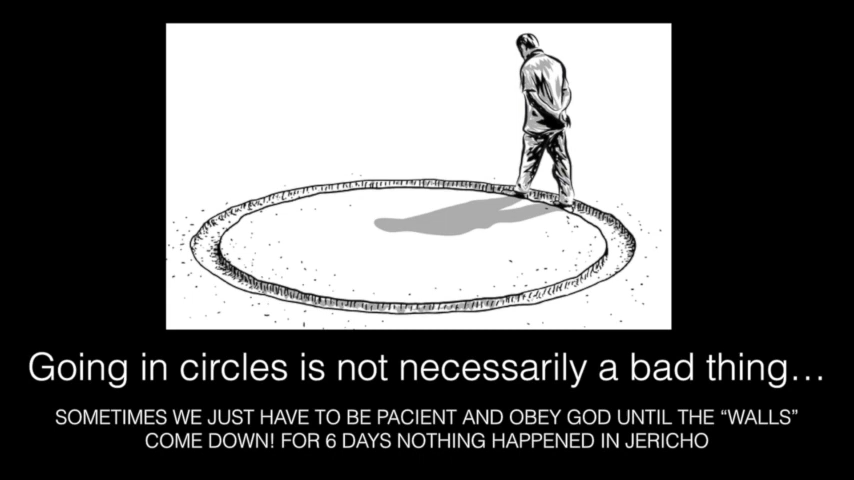 Going in circles is not necessarily a bad thing…
SOMETIMES WE JUST HAVE TO BE PACIENT AND OBEY GOD UNTIL THE “WALLS”
COME DOWN! FOR 6 DAYS NOTHING HAPPENED IN JERICHO